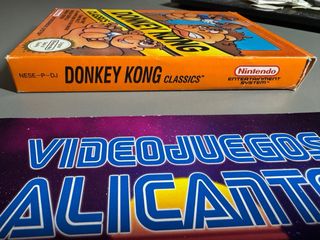 DONKEY KONG
NESE-P-DJ
DONKEY KONG CLASSICS™
Nintendo
ENTERTAINMENT
SYSTEM
VIDEOJUEGOS
ALICANTE